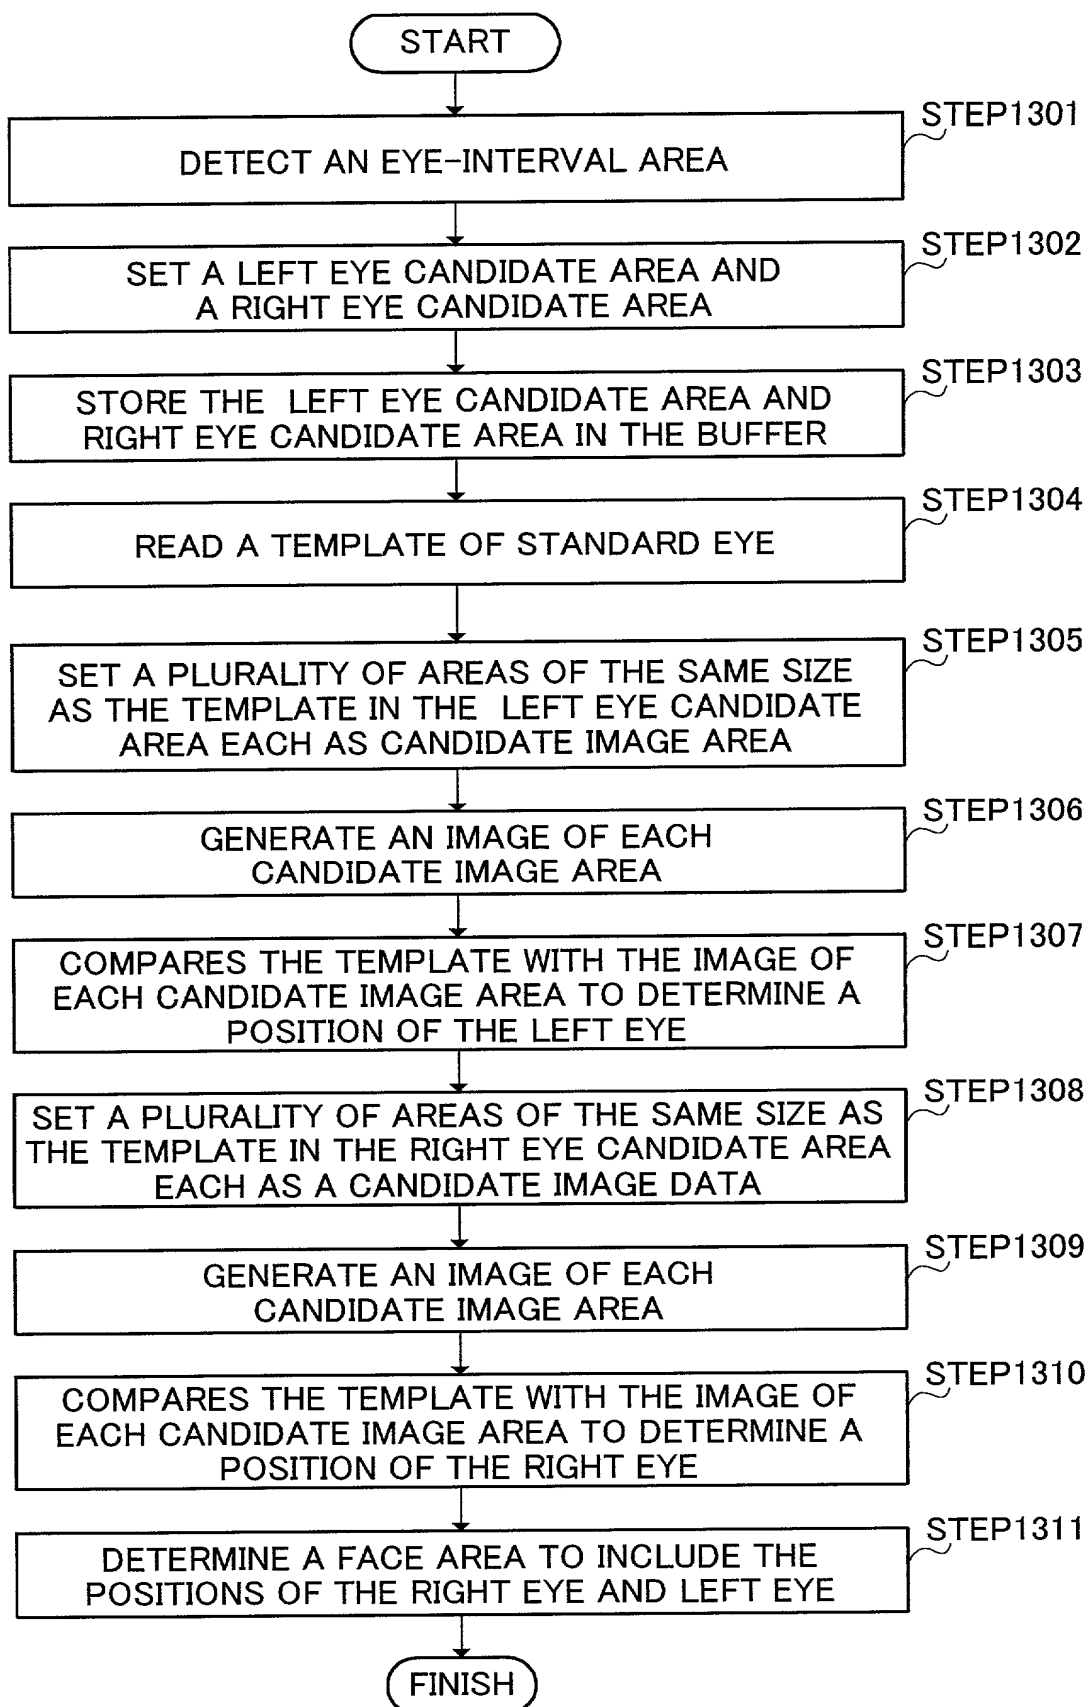 START
STEP1301
DETECT AN EYE-INTERVAL AREA
STEP1302
SET A LEFT EYE CANDIDATE AREA AND
A RIGHT EYE CANDIDATE AREA
STEP1303
STORE THE LEFT EYE CANDIDATE AREA AND
RIGHT EYE CANDIDATE AREA IN THE BUFFER
STEP1304
READ A TEMPLATE OF STANDARD EYE
STEP1305
SET A PLURALITY OF AREAS OF THE SAME SIZE
AS THE TEMPLATE IN THE LEFT EYE CANDIDATE
AREA EACH AS CANDIDATE IMAGE AREA
STEP1306
GENERATE AN IMAGE OF EACH
CANDIDATE IMAGE AREA
STEP1307
COMPARES THE TEMPLATE WITH THE IMAGE OF
EACH CANDIDATE IMAGE AREA TO DETERMINE A
POSITION OF THE LEFT EYE
STEP1308
SET A PLURALITY OF AREAS OF THE SAME SIZE AS
THE TEMPLATE IN THE RIGHT EYE CANDIDATE AREA
EACH AS A CANDIDATE IMAGE DATA
STEP1309
GENERATE AN IMAGE OF EACH
CANDIDATE IMAGE AREA
STEP1310
COMPARES THE TEMPLATE WITH THE IMAGE OF
EACH CANDIDATE IMAGE AREA TO DETERMINE A
POSITION OF THE RIGHT EYE
STEP1311
DETERMINE A FACE AREA TO INCLUDE THE
POSITIONS OF THE RIGHT EYE AND LEFT EYE
FINISH